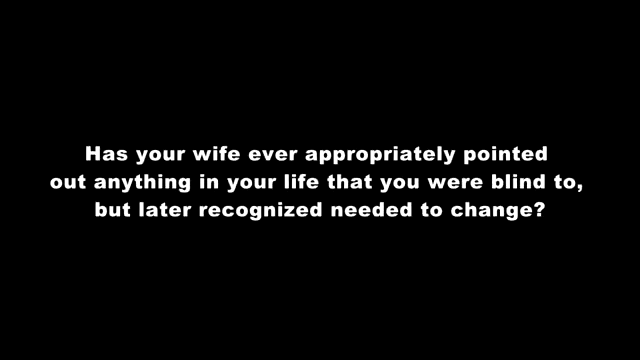 Has your wife ever appropriately pointed
out anything in your life that you were blind to,
but later recognized needed to change?